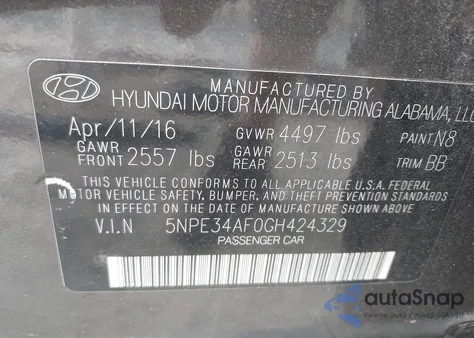 MANUFACTURED BY
HYUNDAI MOTOR MANUFACTURING ALABAMA, LLC
Apr/11/16 GVWR 4497 lbs PAINT N8
GAWR FRONT 2557 lbs GAWR REAR 2513 lbs TRIM BB
THIS VEHICLE CONFORMS TO ALL APPLICABLE U.S.A FEDERAL
MOTOR VEHICLE SAFETY, BUMPER, AND THEFT PREVENTION STANDARDS
IN EFFECT ON THE DATE OF MANUFACTURE SHOWN ABOVE.
V.I.N 5NPE34AF0GH424329
PASSENGER CAR
autoSnap